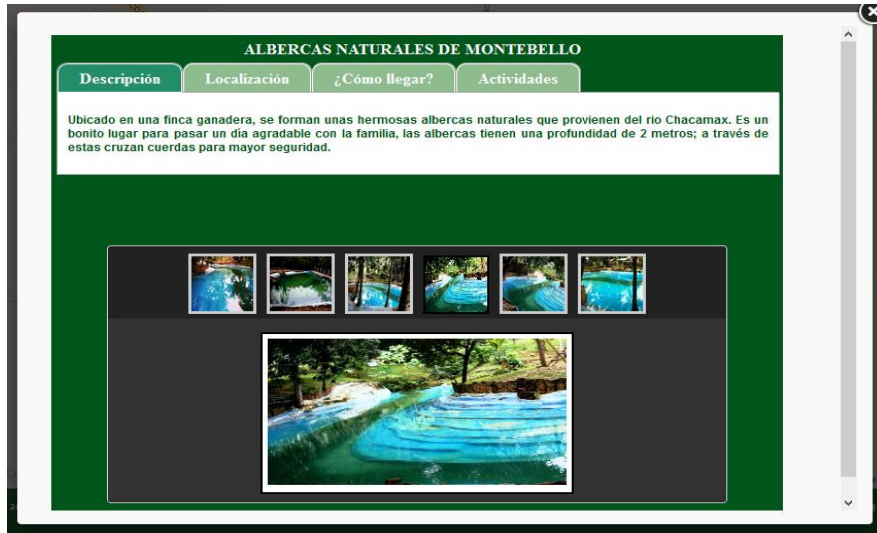 ALBERCAS NATURALES DE MONTEBELLO
Descripción Localización ¿Cómo llegar? Actividades
Ubicado en una finca ganadera, se forman unas hermosas albercas naturales que provienen del río Chacamax. Es un
bonito lugar para pasar un día agradable con la familia, las albercas tienen una profundidad de 2 metros; a través de
estas cruzan cuerdas para mayor seguridad.